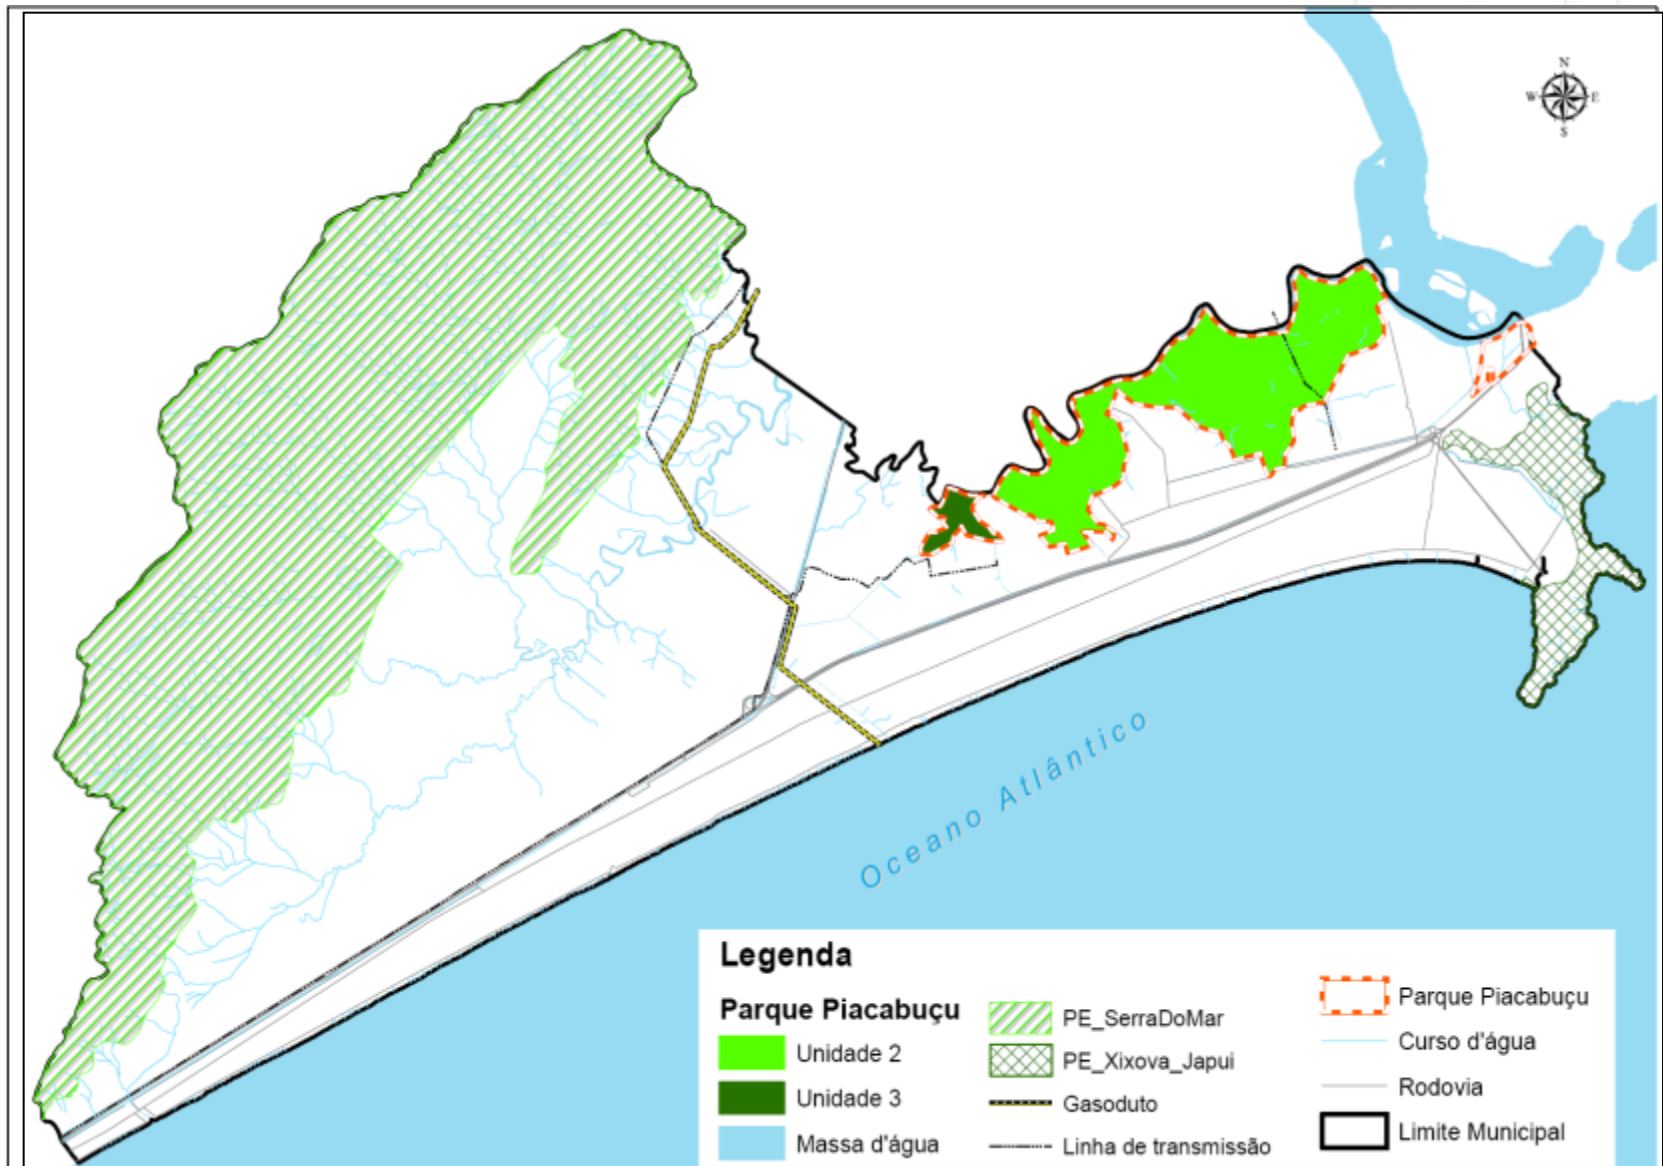 N
W E
S
Oceano Atlântico
Legenda
Parque Piacabuçu
Unidade 2
Unidade 3
Massa d'água
PE_SerraDoMar
PE_Xixova_Japui
Gasoduto
Linha de transmissão
Parque Piacabuçu
Curso d'água
Rodovia
Limite Municipal